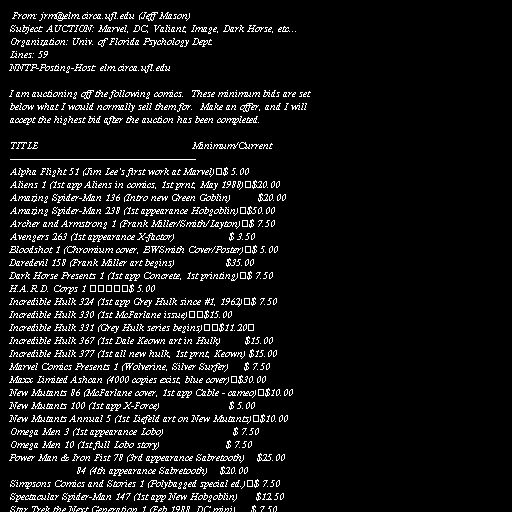 From: jrm@elm.circa.ufl.edu (Jeff Mason)
Subject: AUCTION: Marvel, DC, Valiant, Image, Dark Horse, etc...
Organization: Univ. of Florida Psychology Dept.
Lines: 59
NNTP-Posting-Host: elm.circa.ufl.edu
I am auctioning off the following comics. These minimum bids are set
below what I would normally sell them for. Make an offer, and I will
accept the highest bid after the auction has been completed.
TITLE Minimum/Current
--------------------------------------------------------------
Alpha Flight 51 (Jim Lee's first work at Marvel)□$ 5.00
Aliens 1 (1st app Aliens in comics, 1st prnt, May 1988)□$20.00
Amazing Spider-Man 136 (Intro new Green Goblin) $20.00
Amazing Spider-Man 238 (1st appearance Hobgoblin)□$50.00
Archer and Armstrong 1 (Frank Miller/Smith/Layton)□$ 7.50
Avengers 263 (1st appearance X-factor) $ 3.50
Bloodshot 1 (Chromium cover, BWSmith Cover/Poster)□$ 5.00
Daredevil 158 (Frank Miller art begins) $35.00
Dark Horse Presents 1 (1st app Concrete, 1st printing)□$ 7.50
H.A.R.D. Corps 1 □□□□□$ 5.00
Incredible Hulk 324 (1st app Grey Hulk since #1, 1962)□$ 7.50
Incredible Hulk 330 (1st McFarlane issue)□□$15.00
Incredible Hulk 331 (Grey Hulk series begins)□□$11.20□
Incredible Hulk 367 (1st Dale Keown art in Hulk) $15.00
Incredible Hulk 377 (1st all new hulk, 1st prnt, Keown) $15.00
Marvel Comics Presents 1 (Wolverine, Silver Surfer) $ 7.50
Maxx Limited Ashcan (4000 copies exist, blue cover)□$30.00
New Mutants 86 (McFarlane cover, 1st app Cable - cameo)□$10.00
New Mutants 100 (1st app X-Force) $ 5.00
New Mutants Annual 5 (1st Liefeld art on New Mutants)□$10.00
Omega Men 3 (1st appearance Lobo) $ 7.50
Omega Men 10 (1st full Lobo story) $ 7.50
Power Man & Iron Fist 78 (3rd appearance Sabretooth) $25.00
84 (4th appearance Sabretooth) $20.00
Simpsons Comics and Stories 1 (Polybagged special ed.)□$ 7.50
Spectacular Spider-Man 147 (1st app New Hobgoblin) $12.50
Star Trek the Next Generation 1 (Feb 1988, DC mini) $ 7.50